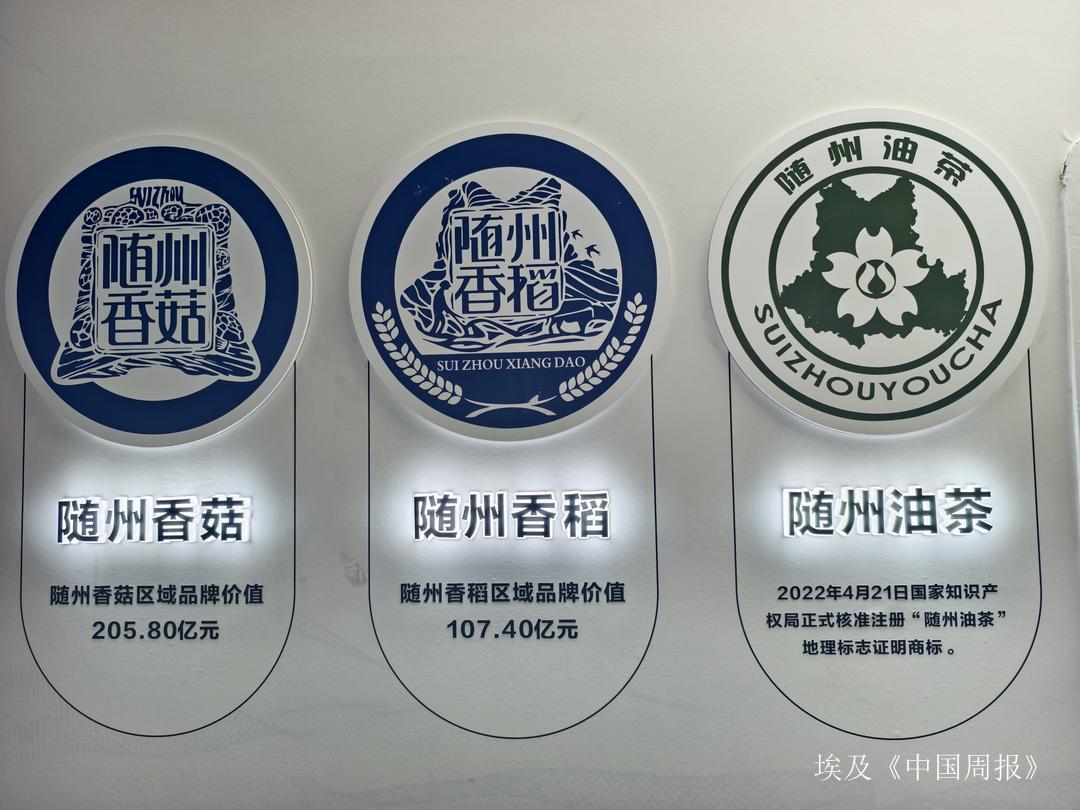 SUIZHOU
随州
香菇
随州香菇
随州香菇区域品牌价值
205.80亿元
随州
香稻
SUI ZHOU XIANG DAO
随州香稻
随州香稻区域品牌价值
107.40亿元
随州油茶
SUIZHOUYOUCHA
随州油茶
2022年4月21日国家知识产
权局正式核准注册“随州油茶”
地理标志证明商标。
埃及《中国周报》